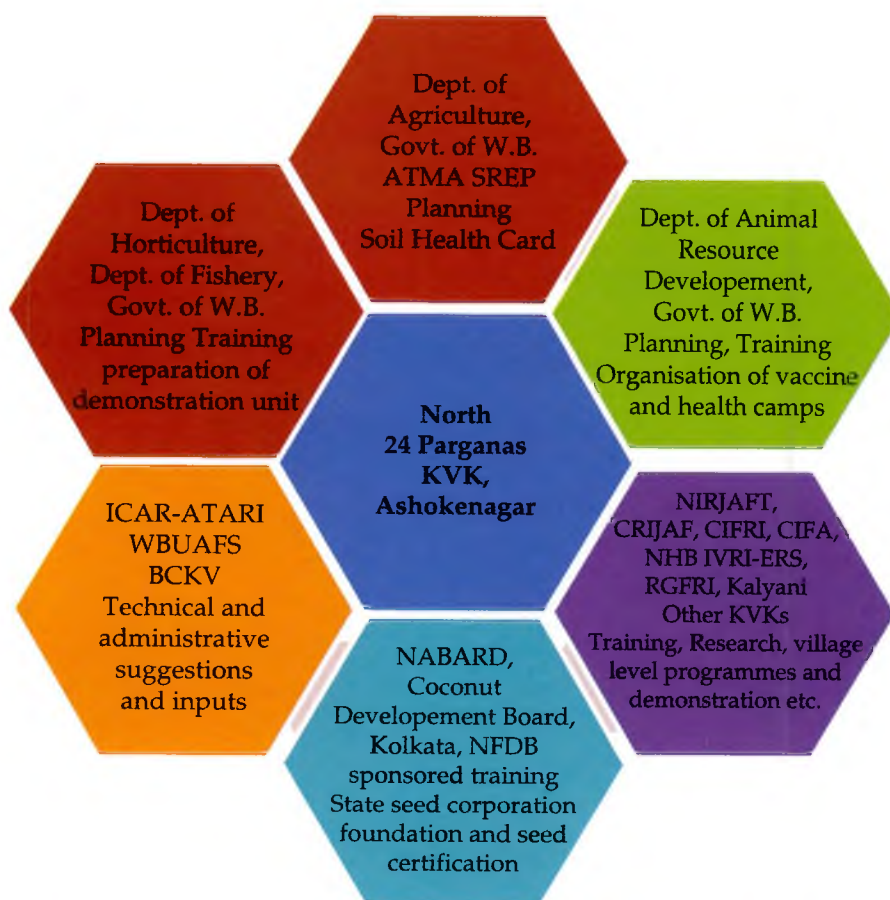 Dept. of
Agriculture,
Govt. of W.B.
ATMA SREP
Planning
Soil Health Card
Dept. of
Horticulture,
Dept. of Fishery,
Govt. of W.B.
Planning Training
preparation of
demonstration unit
Dept. of Animal
Resource
Developement,
Govt. of W.B.
Planning, Training
Organisation of vaccine
and health camps
North
24 Parganas
KVK,
Ashokenagar
ICAR-ATARI
WBUAFS
BCKV
Technical and
administrative
suggestions
and inputs
NIRJAFT,
CRIJAF, CIFRI, CIFA,
NHB IVRI-ERS,
RGFRI, Kalyani
Other KVKs
Training, Research, village
level programmes and
demonstration etc.
NABARD,
Coconut
Developement Board,
Kolkata, NFDB
sponsored training
State seed corporation
foundation and seed
certification